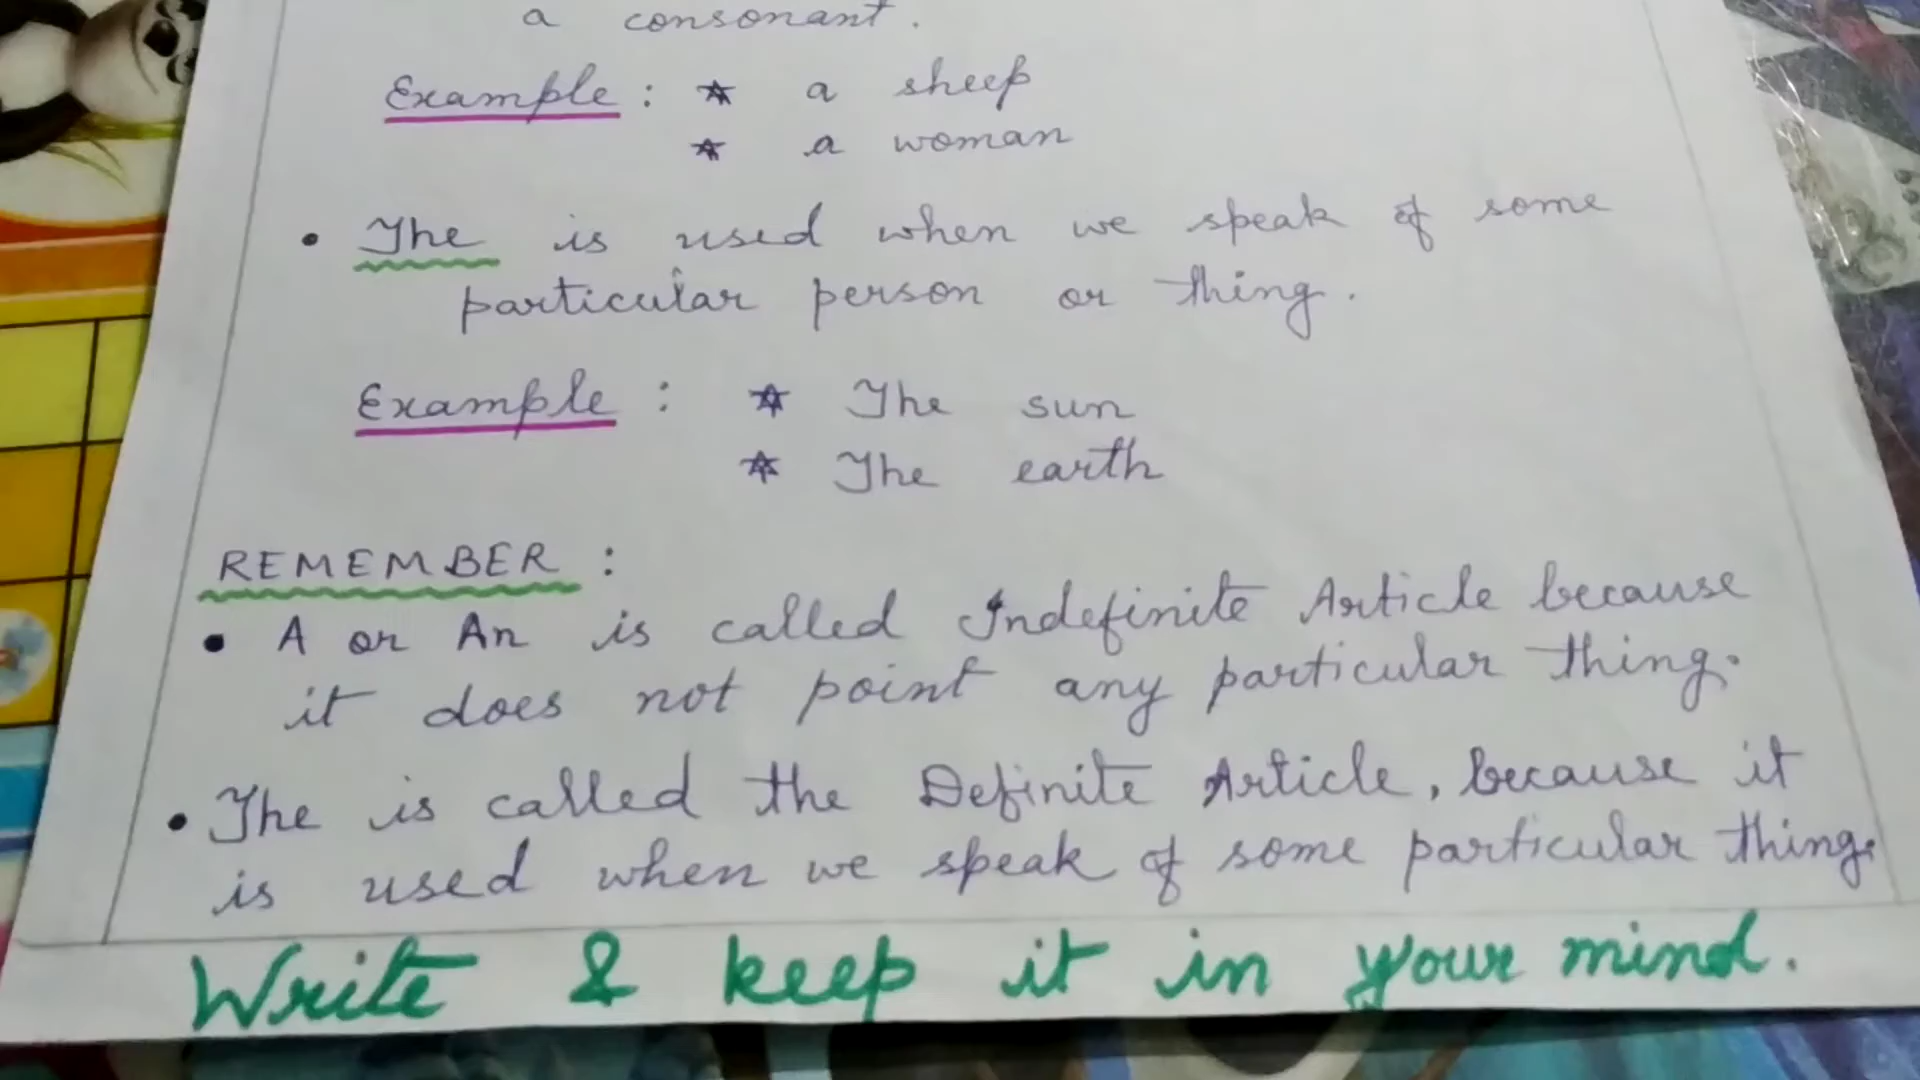 a consonant.
Example : ☆ a sheep
☆ a woman
• The is used when we speak of some
particular person or thing.
Example : ☆ The sun
☆ The earth
REMEMBER :
• A or An is called Indefinite Article because
it does not point any particular thing.
• The is called the Definite Article, because it
is used when we speak of some particular thing.
Write & keep it in your mind.